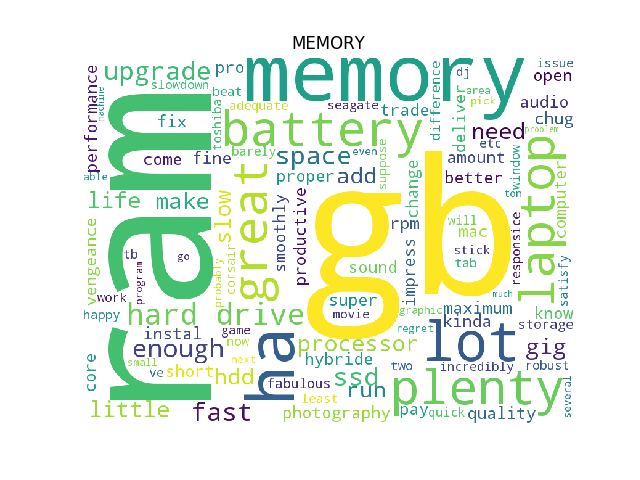 MEMORY
upgrade
pro
memory
dj
issue
open
slowdown
performance
machine
beat
adequate
seagate
trade
difference
area
pick
audio
chug
toshiba
fix
battery
deliver
need
problem
ram
come
fine
barely
space
even
suppose
amount
etc
window
laptop
computer
able
great
proper
add
change
better
ton
life
make
slow
smoothly
productive
gb
rpm
will
mac
responsice
vengeance
tb
go
corsair
sound
impress
stick
tab
satisfy
work
program
probably
super
graphic
much
happy
hard drive
movie
maximum
know
storage
instal
game
ha
regret
lot
kinda
gig
enough
now
processor
core
small
next
hybride
two
incredibly
robust
ve
short
hdd
fabulous
ssd
run
plenty
several
little
fast
least
photography
pay
quick
quality